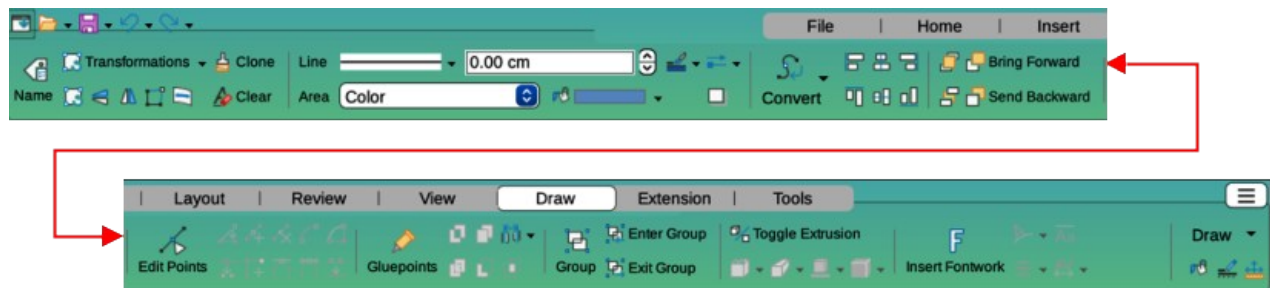 File | Home | Insert
Transformations Clone Line 0.00 cm Bring Forward
Name Clear Area Color Convert Send Backward
| Layout | Review | View Draw Extension | Tools
Enter Group Toggle Extrusion Draw
Edit Points Gluepoints Group Exit Group Insert Fontwork